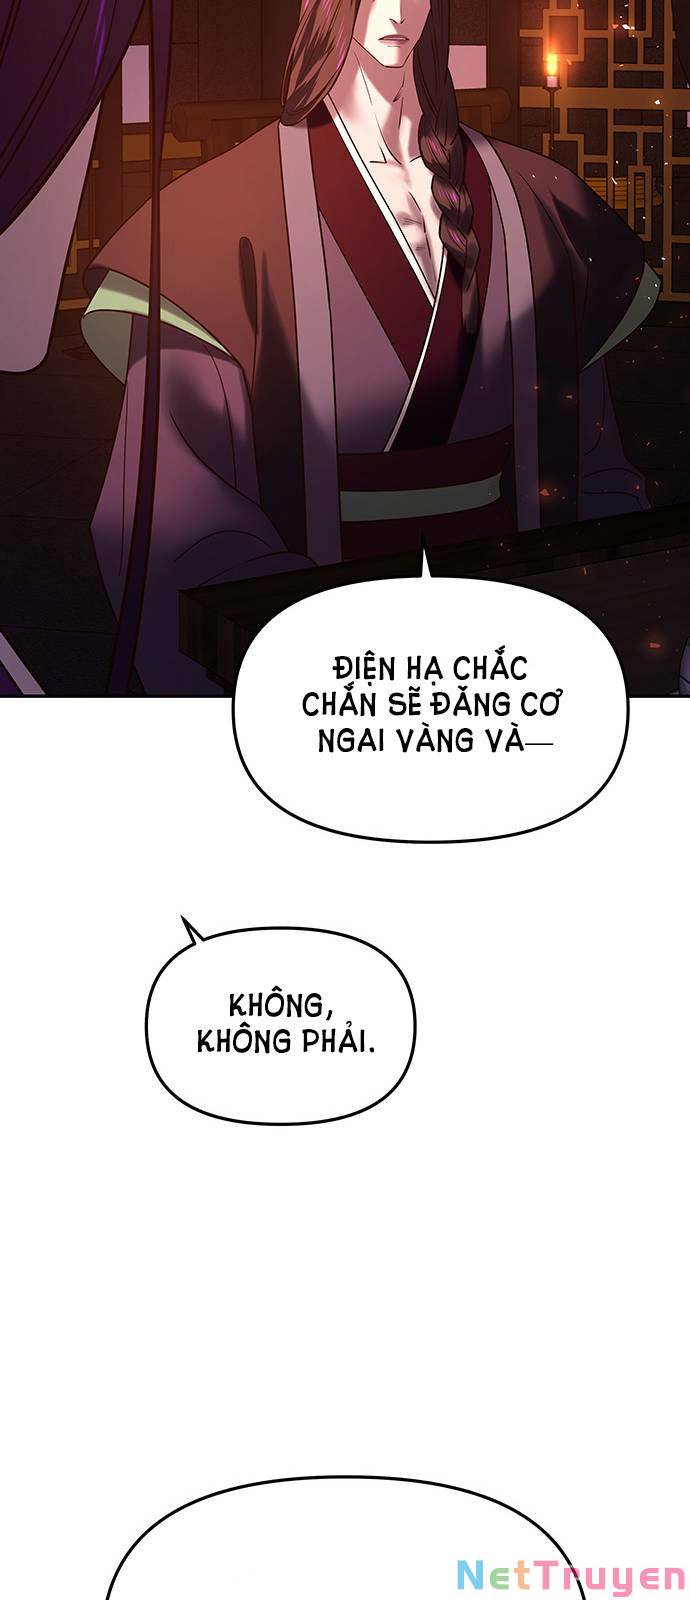 ĐIỆN HẠ CHẮC
CHẮN SẼ ĐĂNG CƠ
NGAI VÀNG VÀ—
KHÔNG,
KHÔNG PHẢI.
NetTruyen